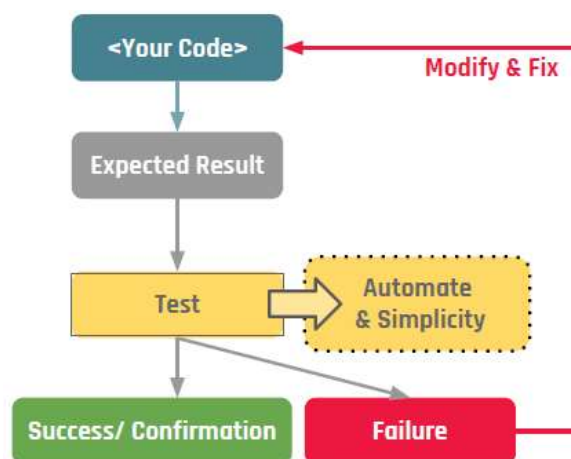 <Your Code>
Modify & Fix
Expected Result
Test
Automate
& Simplicity
Success/ Confirmation
Failure